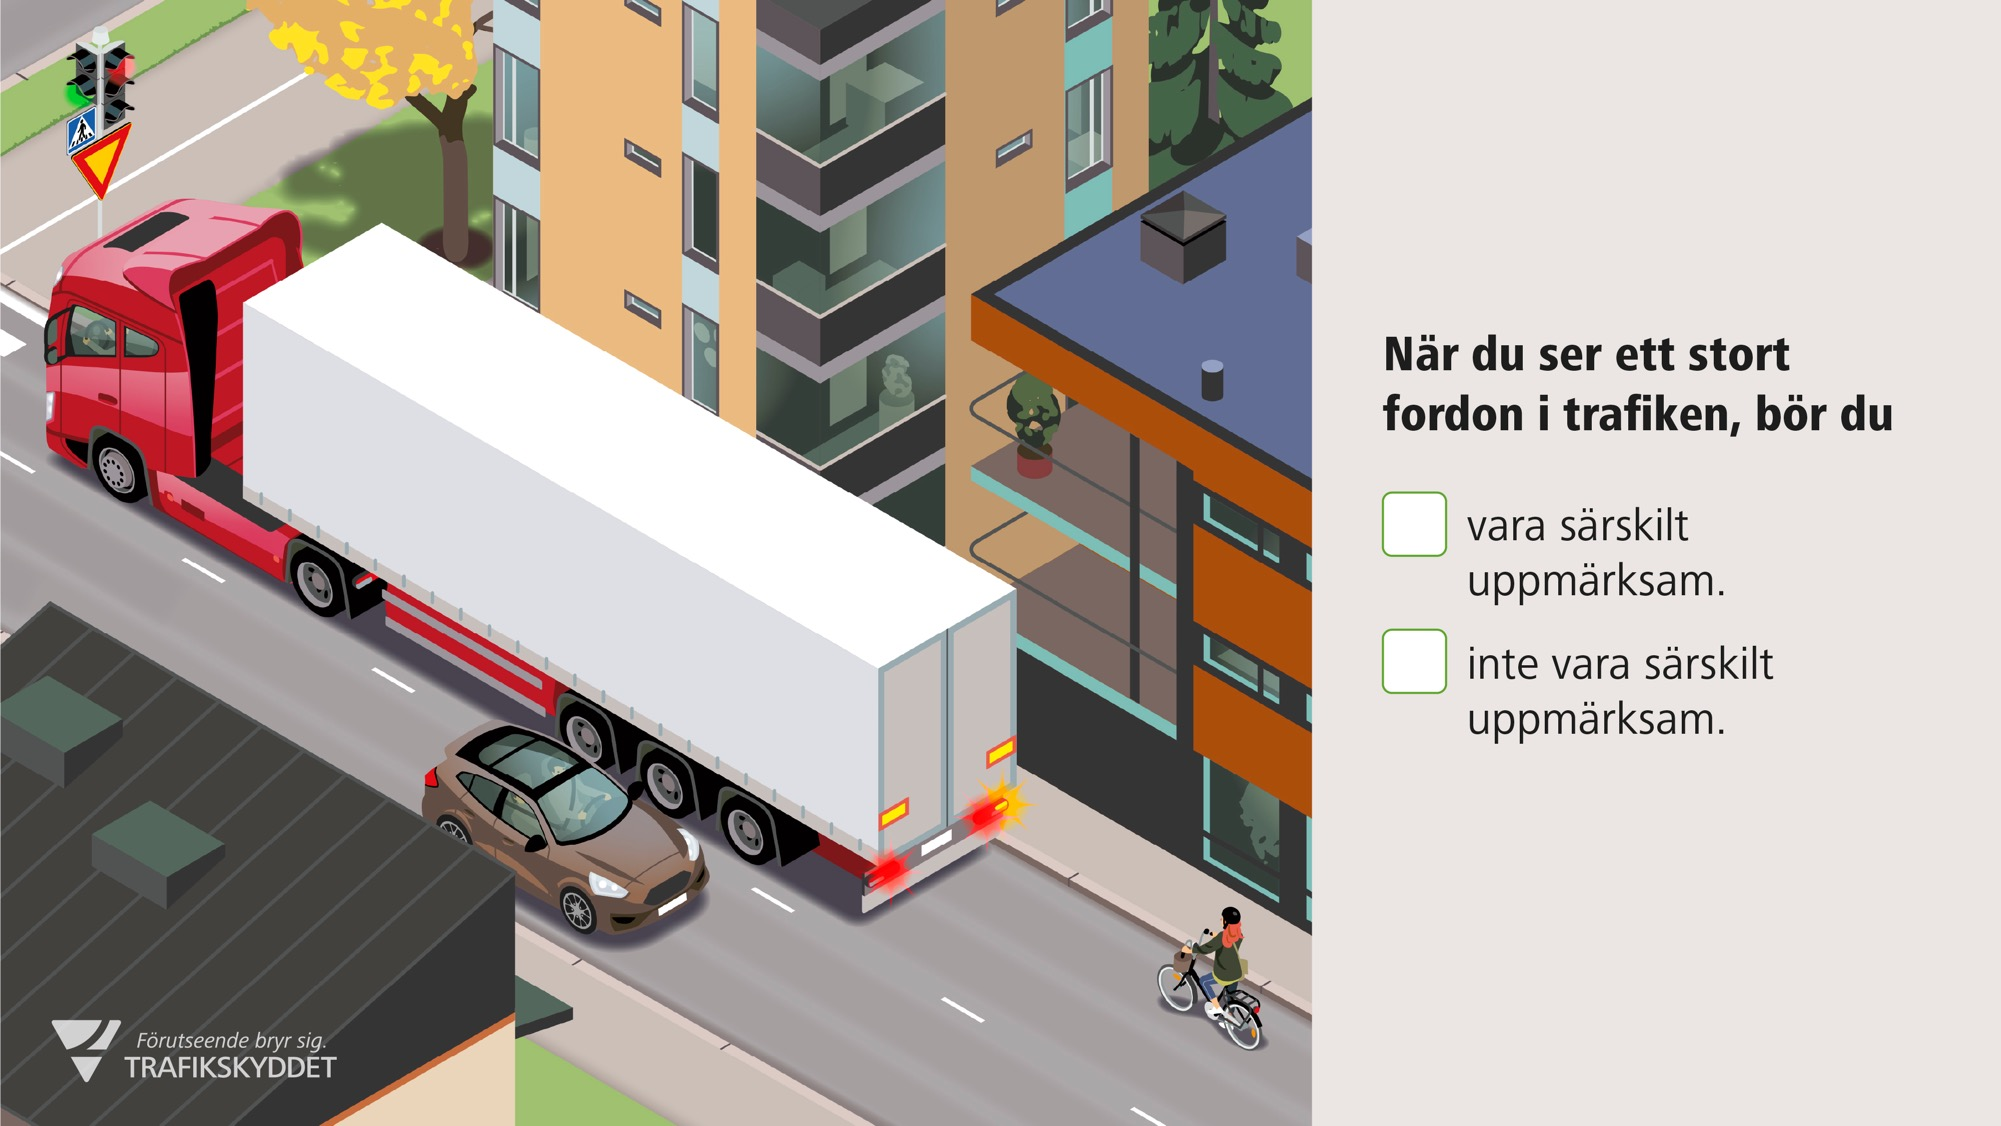 När du ser ett stort
fordon i trafiken, bör du
vara särskilt
uppmärksam.
inte vara särskilt
uppmärksam.
Förutseende bryr sig.
TRAFIKSKYDDET